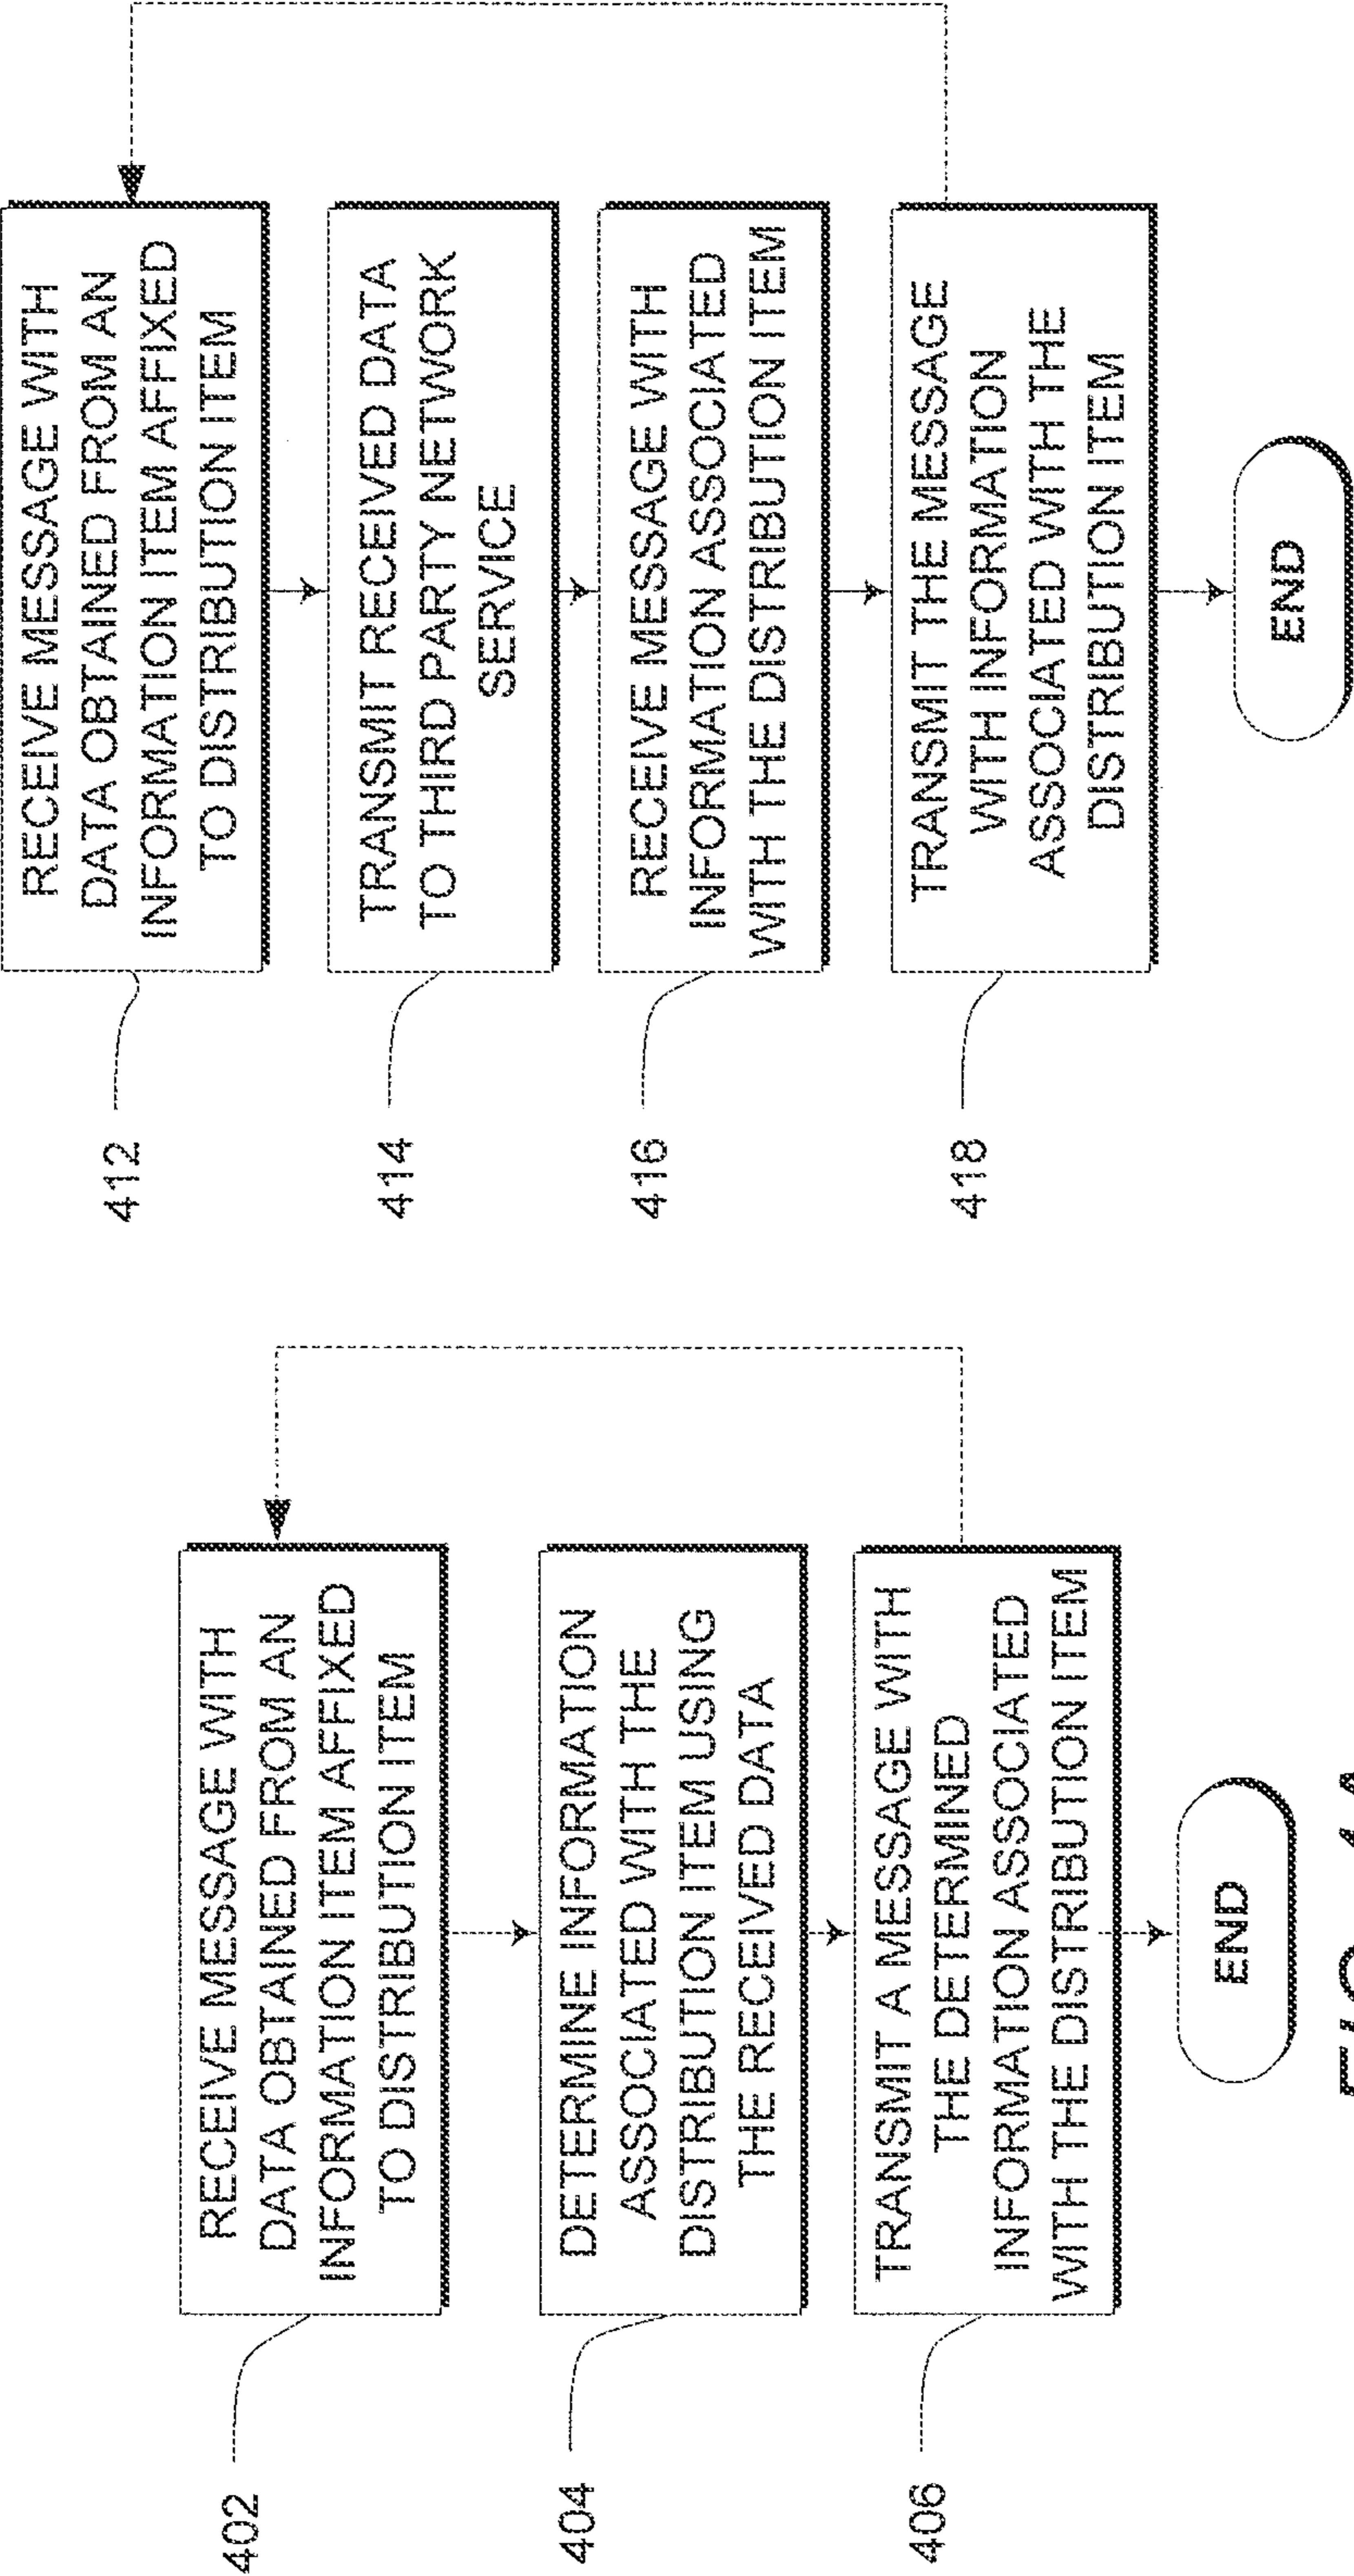 402
RECEIVE MESSAGE WITH
DATA OBTAINED FROM AN
INFORMATION ITEM AFFIXED
TO DISTRIBUTION ITEM
404
DETERMINE INFORMATION
ASSOCIATED WITH THE
DISTRIBUTION ITEM USING
THE RECEIVED DATA
406
TRANSMIT A MESSAGE WITH
THE DETERMINED
INFORMATION ASSOCIATED
WITH THE DISTRIBUTION ITEM
END
412
RECEIVE MESSAGE WITH
DATA OBTAINED FROM AN
INFORMATION ITEM AFFIXED
TO DISTRIBUTION ITEM
414
TRANSMIT RECEIVED DATA
TO THIRD PARTY NETWORK
SERVICE
416
RECEIVE MESSAGE WITH
INFORMATION ASSOCIATED
WITH THE DISTRIBUTION ITEM
418
TRANSMIT THE MESSAGE
WITH INFORMATION
ASSOCIATED WITH THE
DISTRIBUTION ITEM
END